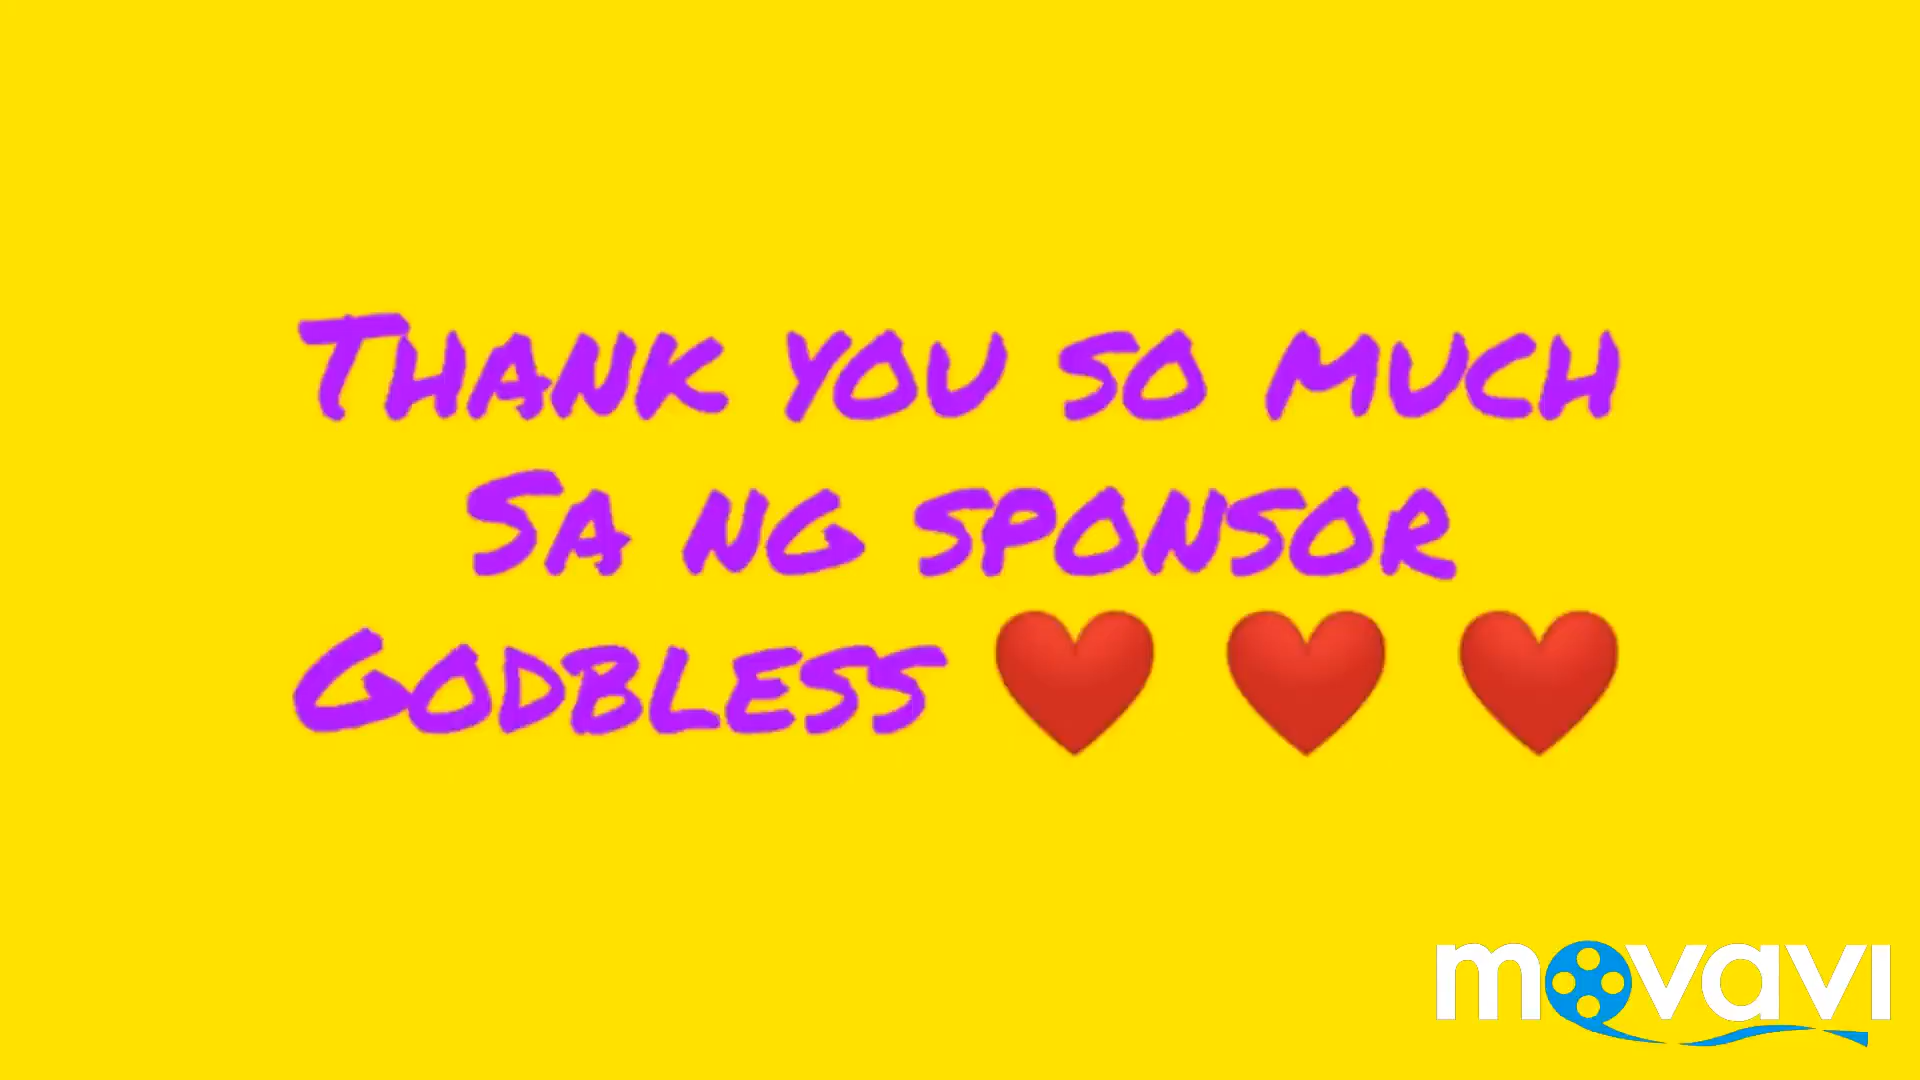 Thank you so much
Sa ng sponsor
Godbless ❤️ ❤️ ❤️
movavi